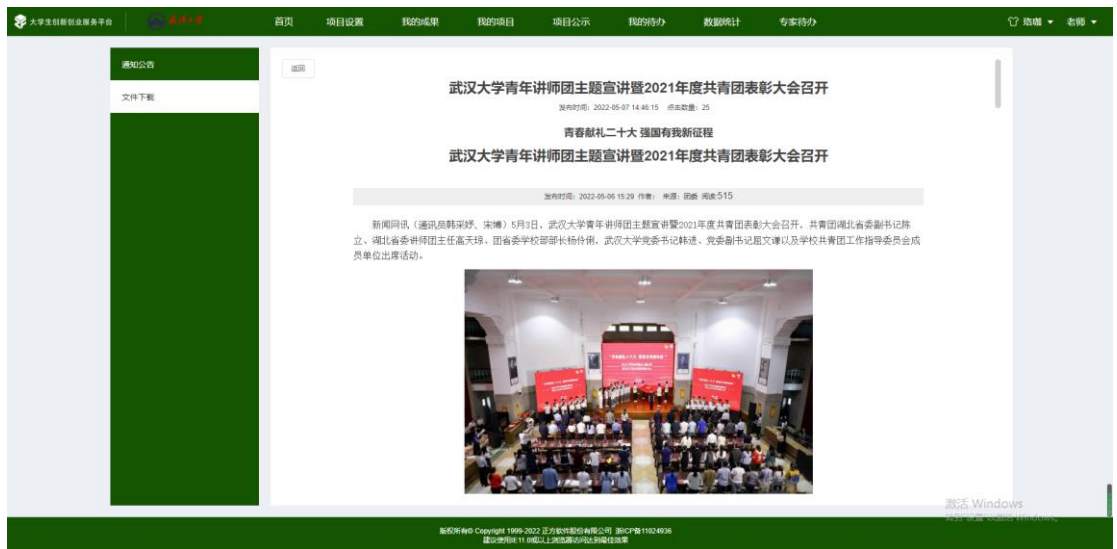 大学生创新创业服务平台
首页 项目设置 我的成果 我的项目 项目公示 我的待办 数据统计 专家待办
老师
通知公告
文件下载
返回
武汉大学青年讲师团主题宣讲暨2021年度共青团表彰大会召开
发布时间：2022-05-07 14:46:15 点击数量：25
青春献礼二十大 强国有我新征程
武汉大学青年讲师团主题宣讲暨2021年度共青团表彰大会召开
发布时间：2022-05-06 15:29 作者： 来源：团委 阅读:515
新闻网讯（通讯员韩采妤、宋博）5月3日，武汉大学青年讲师团主题宣讲暨2021年度共青团表彰大会召开。共青团湖北省委副书记陈
立、湖北省委讲师团主任高天琼、团省委学校部部长杨伶俐，武汉大学党委书记韩进、党委副书记屈文谦以及学校共青团工作指导委员会成
员单位出席活动。
激活 Windows
转到"设置"以激活 Windows。
版权所有© Copyright 1999-2022 正方软件股份有限公司 浙ICP备11024936
建议使用IE11.0或以上浏览器访问达到最佳效果